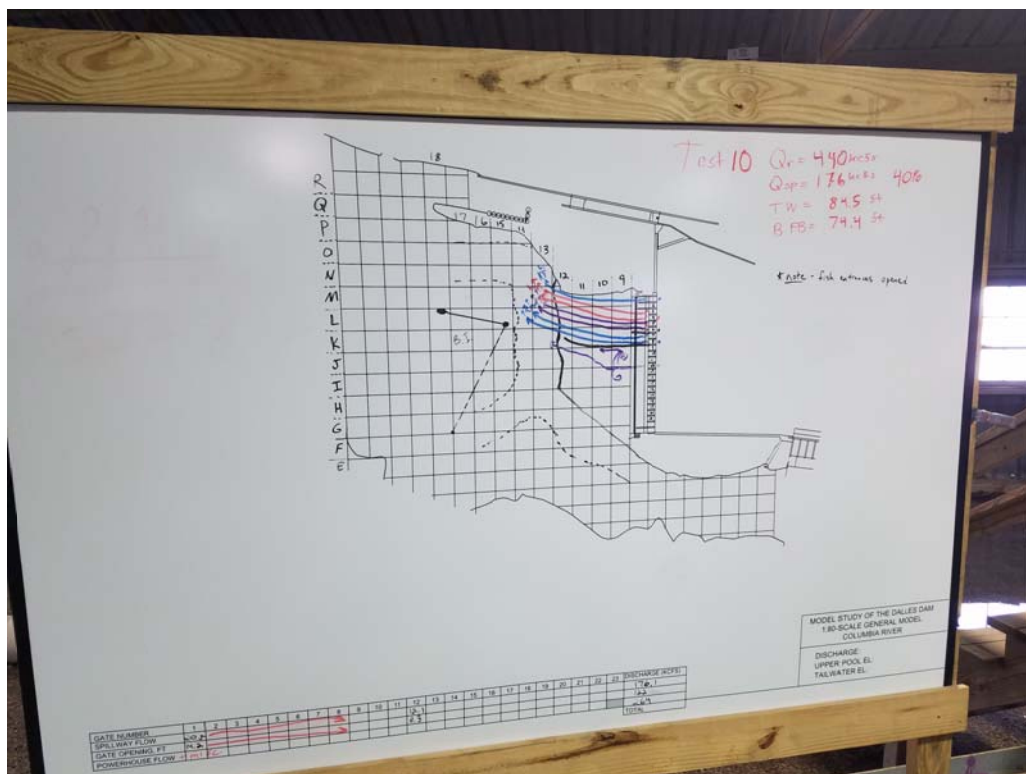 Test 10
Qr = 440 kcfs
Qsp = 176 kcfs 40%
TW = 84.5 ft
BFB = 74.4 ft
* note - fish entrances opened
18
R
Q
P
O
N
M
L
K
J
I
H
G
F
E
17 16 15 14
13
12 11 10 9
B.I.
MODEL STUDY OF THE DALLES DAM
1:80-SCALE GENERAL MODEL
COLUMBIA RIVER
DISCHARGE:
UPPER POOL EL:
TAILWATER EL:
GATE NUMBER 1 2 3 4 5 6 7 8 9 10 11 12 13 14 15 16 17 18 19 20 21 22 23 DISCHARGE (KCFS)
SPILLWAY FLOW 176.1
GATE OPENING, FT
POWERHOUSE FLOW TOTAL